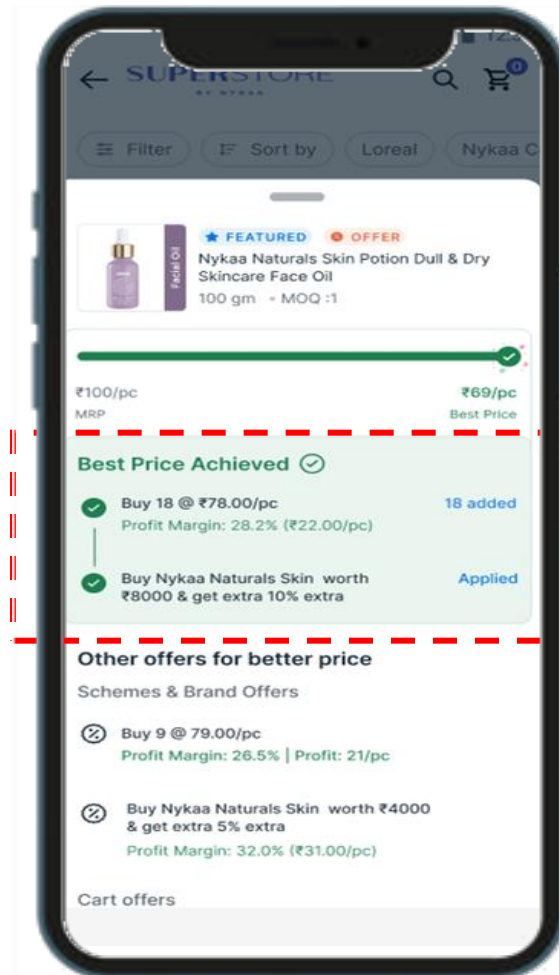 SUPERSTORE
BY NYKAA
0
Filter
Sort by
Loreal
Nykaa C
Facial Oil
FEATURED
OFFER
Nykaa Naturals Skin Potion Dull & Dry
Skincare Face Oil
100 gm • MOQ :1
₹100/pc
₹69/pc
MRP
Best Price
Best Price Achieved
Buy 18 @ ₹78.00/pc
18 added
Profit Margin: 28.2% (₹22.00/pc)
Buy Nykaa Naturals Skin worth
Applied
₹8000 & get extra 10% extra
Other offers for better price
Schemes & Brand Offers
Buy 9 @ 79.00/pc
Profit Margin: 26.5% | Profit: 21/pc
Buy Nykaa Naturals Skin worth ₹4000
& get extra 5% extra
Profit Margin: 32.0% (₹31.00/pc)
Cart offers